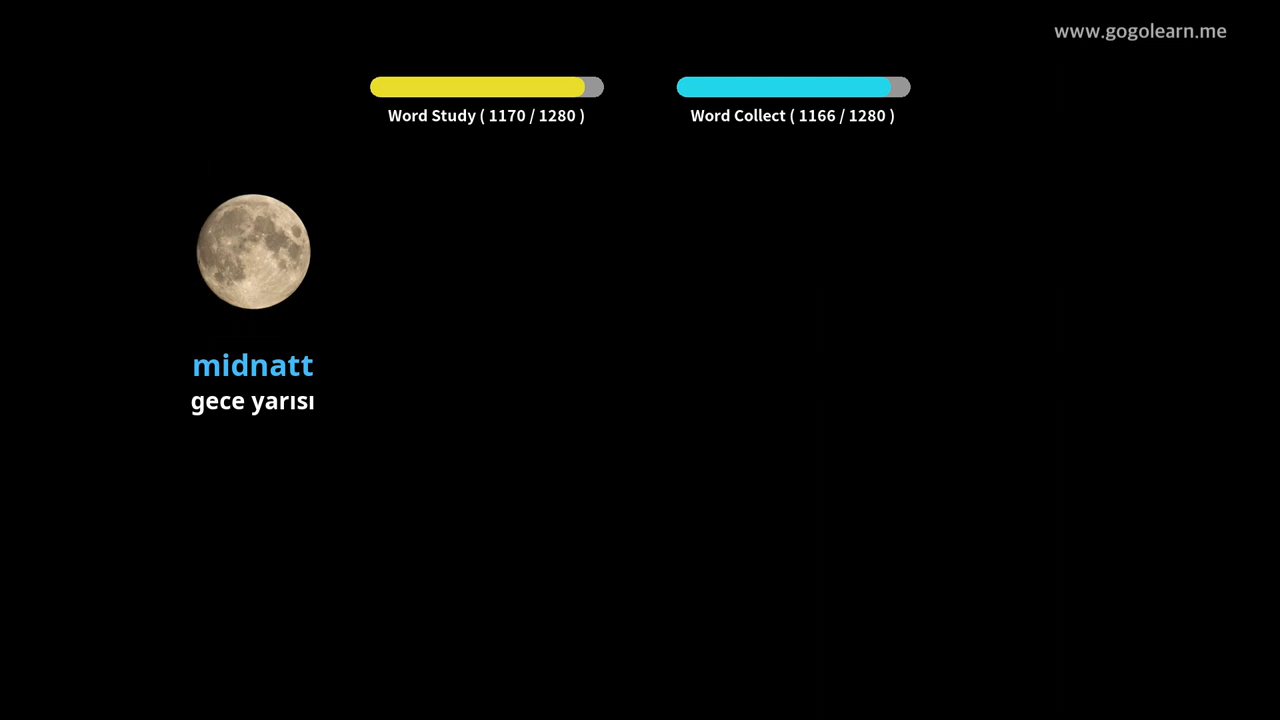 www.gogolearn.me
Word Study ( 1170 / 1280 )
Word Collect ( 1166 / 1280 )
midnatt
gece yarısı